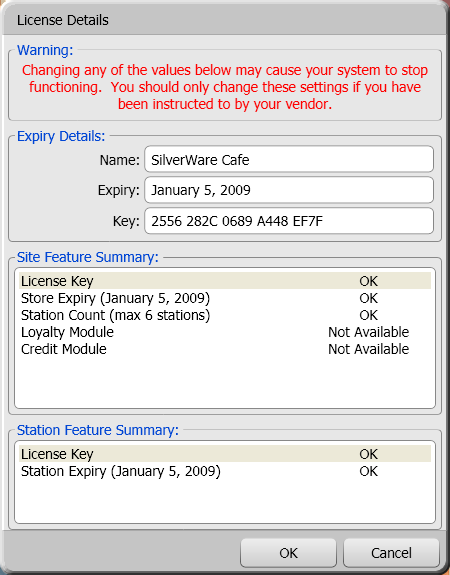 License Details
Warning:
Changing any of the values below may cause your system to stop
functioning.  You should only change these settings if you have
been instructed to by your vendor.
Expiry Details:
Name: SilverWare Cafe
Expiry: January 5, 2009
Key: 2556 282C 0689 A448 EF7F
Site Feature Summary:
License Key OK
Store Expiry (January 5, 2009) OK
Station Count (max 6 stations) OK
Loyalty Module Not Available
Credit Module Not Available
Station Feature Summary:
License Key OK
Station Expiry (January 5, 2009) OK
OK Cancel